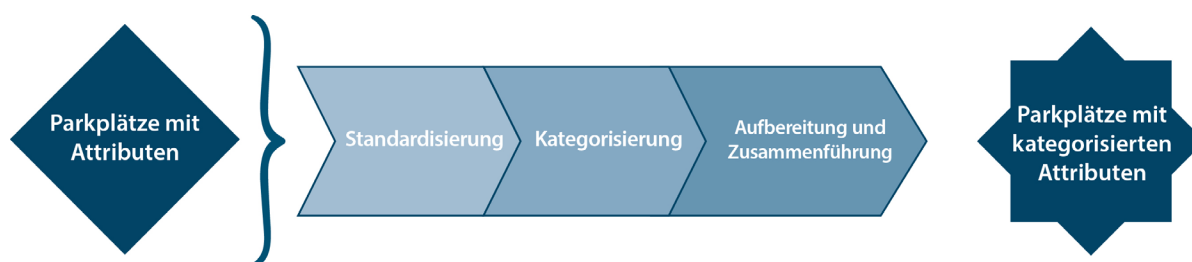 Parkplätze mit
Attributen
Standardisierung
Kategorisierung
Aufbereitung und
Zusammenführung
Parkplätze mit
kategorisierten
Attributen